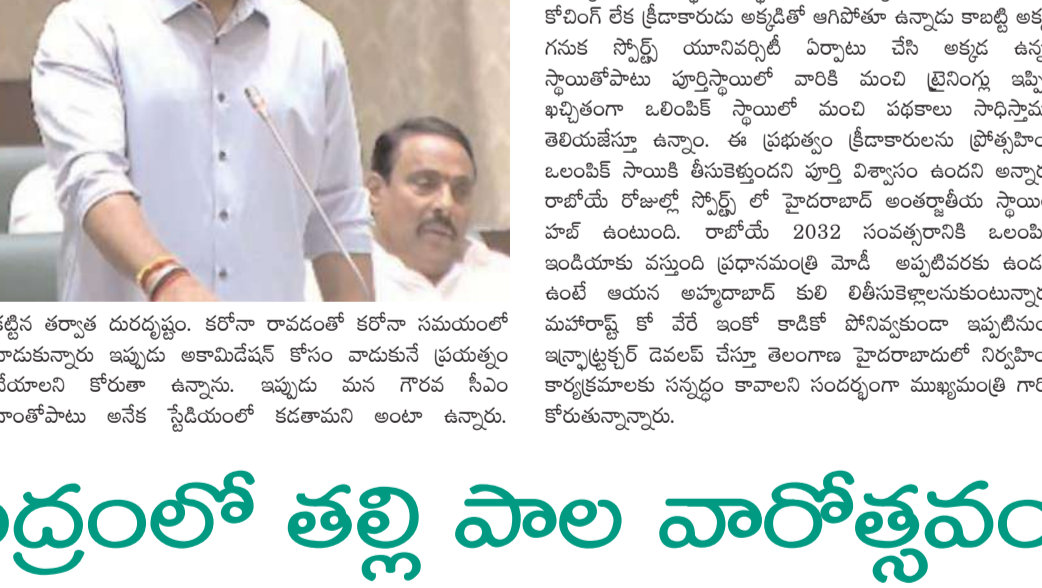 కట్టిన తర్వాత దురదృష్టం. కరోనా రావడంతో కరోనా సమయంలో
వాడుకున్నారు ఇప్పుడు అకామిడేషన్ కోసం వాడుకునే ప్రయత్నం
చేయాలని కోరుతా ఉన్నాను. ఇప్పుడు మన గౌరవ సీఎం
అనేక స్టేడియంలో కడతామని అంటా ఉన్నారు.
కోచింగ్ లేక క్రీడాకారుడు అక్కడితో ఆగిపోతూ ఉన్నాడు కాబట్టి
గనుక స్పోర్ట్స్ యూనివర్సిటీ ఏర్పాటు చేసి అక్కడ
స్థాయితోపాటు పూర్తిస్థాయిలో వారికి మంచి ట్రైనింగ్లు
ఖచ్చితంగా ఒలింపిక్ స్థాయిలో మంచి పథకాలు
తెలియజేస్తూ ఉన్నాం. ఈ ప్రభుత్వం క్రీడాకారులను
ఒలంపిక్ సాయికి తీసుకెళ్తుందని పూర్తి విశ్వాసం ఉందని
రాబోయే రోజుల్లో స్పోర్ట్స్ లో హైదరాబాద్ అంతర్జాతీయ
హబ్ ఉంటుంది. రాబోయే 2032 సంవత్సరానికి
ఇండియాకు వస్తుంది ప్రధానమంత్రి మోడీ అప్పటివరకు
ఉంటే ఆయన అహ్మదాబాద్ కులి లితీసుకెళ్లాలనుకుంటున్నారు
మహారాష్ట్ర కో వేరే ఇంకో కాడికో పోనివ్వకుండా
ఇన్ఫ్రాట్రక్చర్ డెవలప్ చేస్తూ తెలంగాణ హైదరాబాదులో
కార్యక్రమాలకు సన్నద్ధం కావాలని సందర్భంగా ముఖ్యమంత్రి
కోరుతున్నాన్నారు.
తల్లి పాల వారోత్సవం